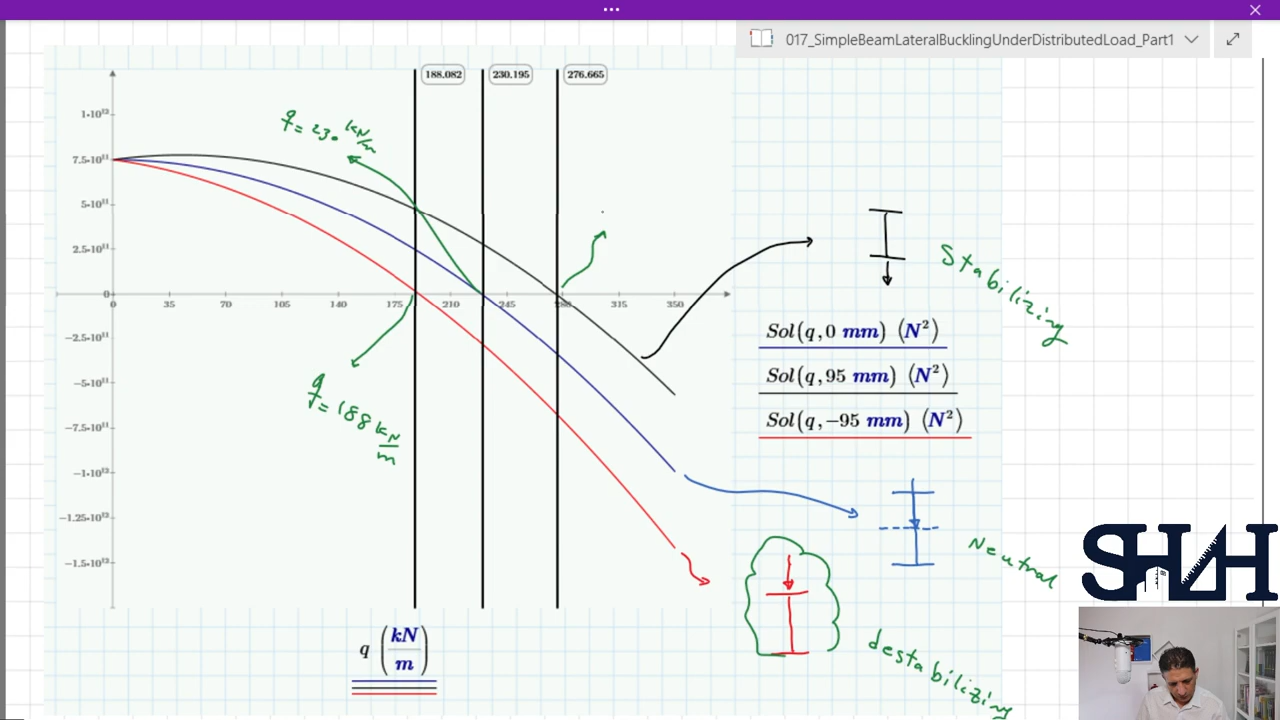 017_SimpleBeamLateralBucklingUnderDistributedLoad_Part1
188.082
230.195
276.665
q = 230 kN/m
1·10¹²
7.5·10¹¹
5·10¹¹
2.5·10¹¹
0
-2.5·10¹¹
-5·10¹¹
-7.5·10¹¹
-1·10¹²
-1.25·10¹²
-1.5·10¹²
0 35 70 105 140 175 210 245 280 315 350
q = 188 kN/m
Stabilizing
Sol(q, 0 mm) (N²)
Sol(q, 95 mm) (N²)
Sol(q, -95 mm) (N²)
Neutral
destabilizing
SHAH
q (kN/m)